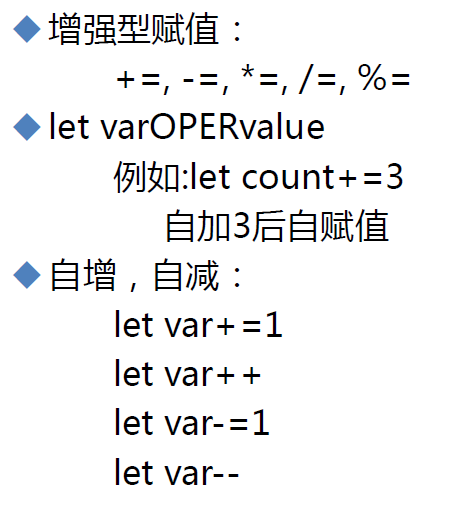 ◆增强型赋值：
+=, -=, *=, /=, %=
◆let varOPERvalue
例如:let count+=3
自加3后自赋值
◆自增，自减：
let var+=1
let var++
let var-=1
let var--